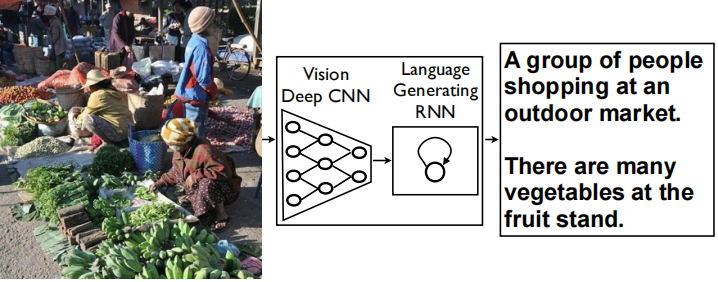 Vision
Deep CNN
Language
Generating
RNN
A group of people
shopping at an
outdoor market.
There are many
vegetables at the
fruit stand.